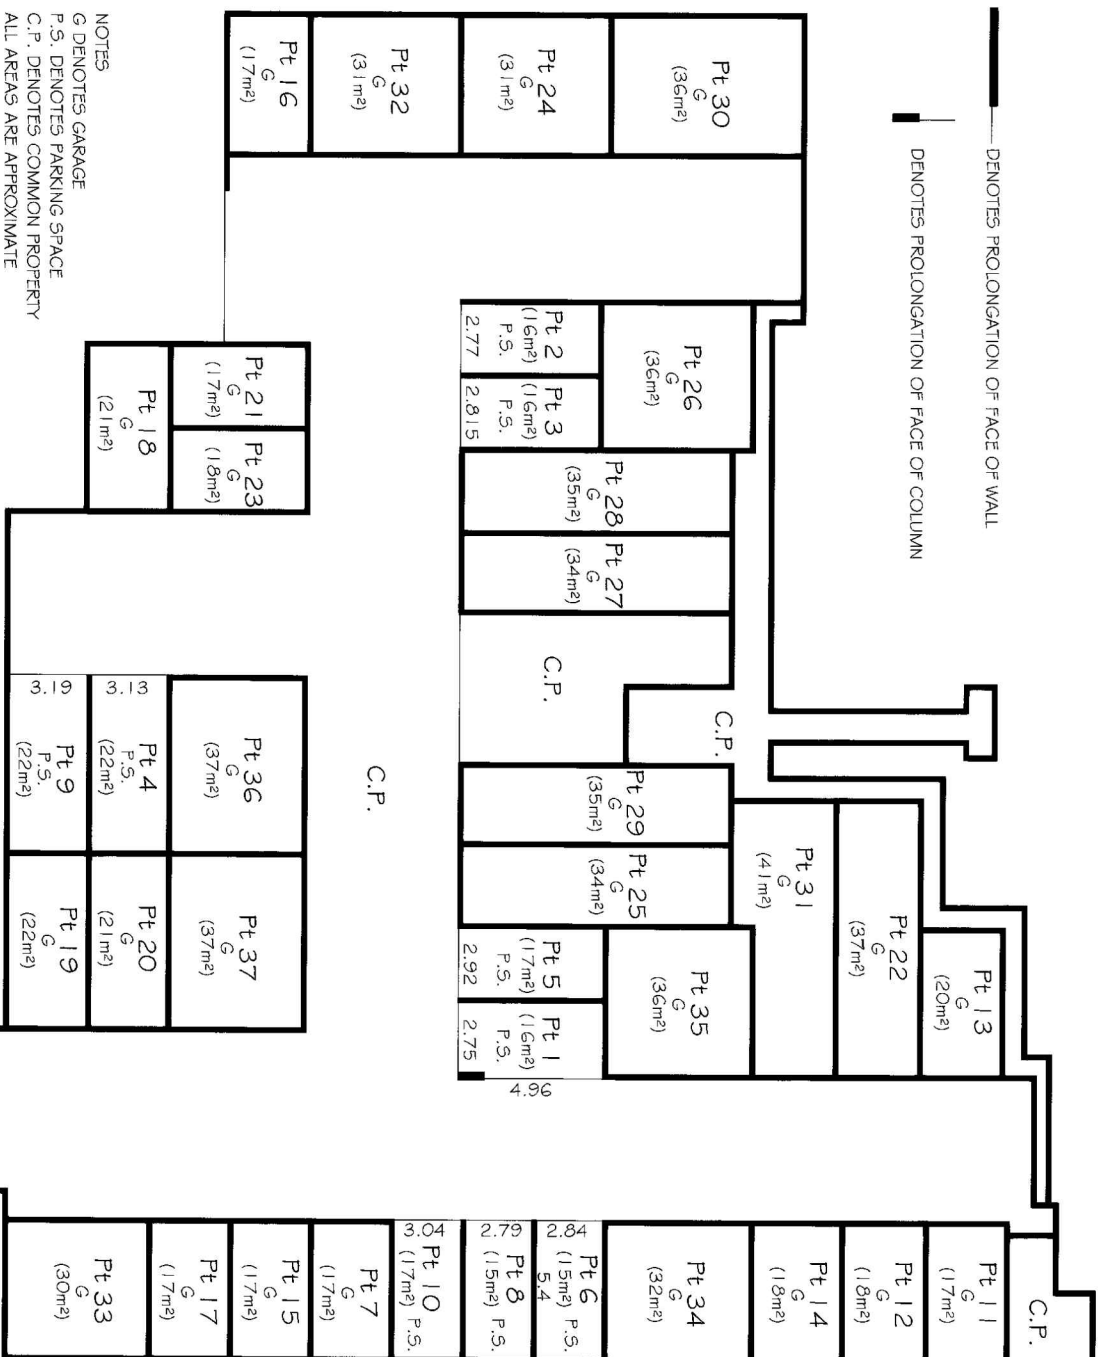 DENOTES PROLONGATION OF FACE OF WALL
DENOTES PROLONGATION OF FACE OF COLUMN
Pt 30
G
(36m²)
Pt 24
G
(31m²)
Pt 32
G
(31m²)
Pt 16
G
(17m²)
Pt 26
G
(36m²)
Pt 2
(16m²)
P.S.
2.77
Pt 3
(16m²)
P.S.
2.815
Pt 28
G
(35m²)
Pt 27
G
(34m²)
C.P.
C.P.
Pt 29
G
(35m²)
Pt 25
G
(34m²)
Pt 31
G
(41m²)
Pt 22
G
(37m²)
Pt 13
G
(20m²)
Pt 35
G
(36m²)
Pt 5
(17m²)
P.S.
2.92
Pt 1
(16m²)
P.S.
2.75
4.96
C.P.
Pt 21
G
(17m²)
Pt 23
G
(18m²)
Pt 18
G
(21m²)
Pt 36
G
(37m²)
Pt 37
G
(37m²)
3.13
Pt 4
P.S.
(22m²)
Pt 20
G
(21m²)
3.19
Pt 9
P.S.
(22m²)
Pt 19
G
(22m²)
C.P.
Pt 11
G
(17m²)
Pt 12
G
(18m²)
Pt 14
G
(18m²)
Pt 34
G
(32m²)
2.84
Pt 6
(15m²) P.S.
5.4
2.79
Pt 8
(15m²) P.S.
3.04
Pt 10
(17m²) P.S.
Pt 7
G
(17m²)
Pt 15
G
(17m²)
Pt 17
G
(17m²)
Pt 33
G
(30m²)
NOTES
G DENOTES GARAGE
P.S. DENOTES PARKING SPACE
C.P. DENOTES COMMON PROPERTY
ALL AREAS ARE APPROXIMATE